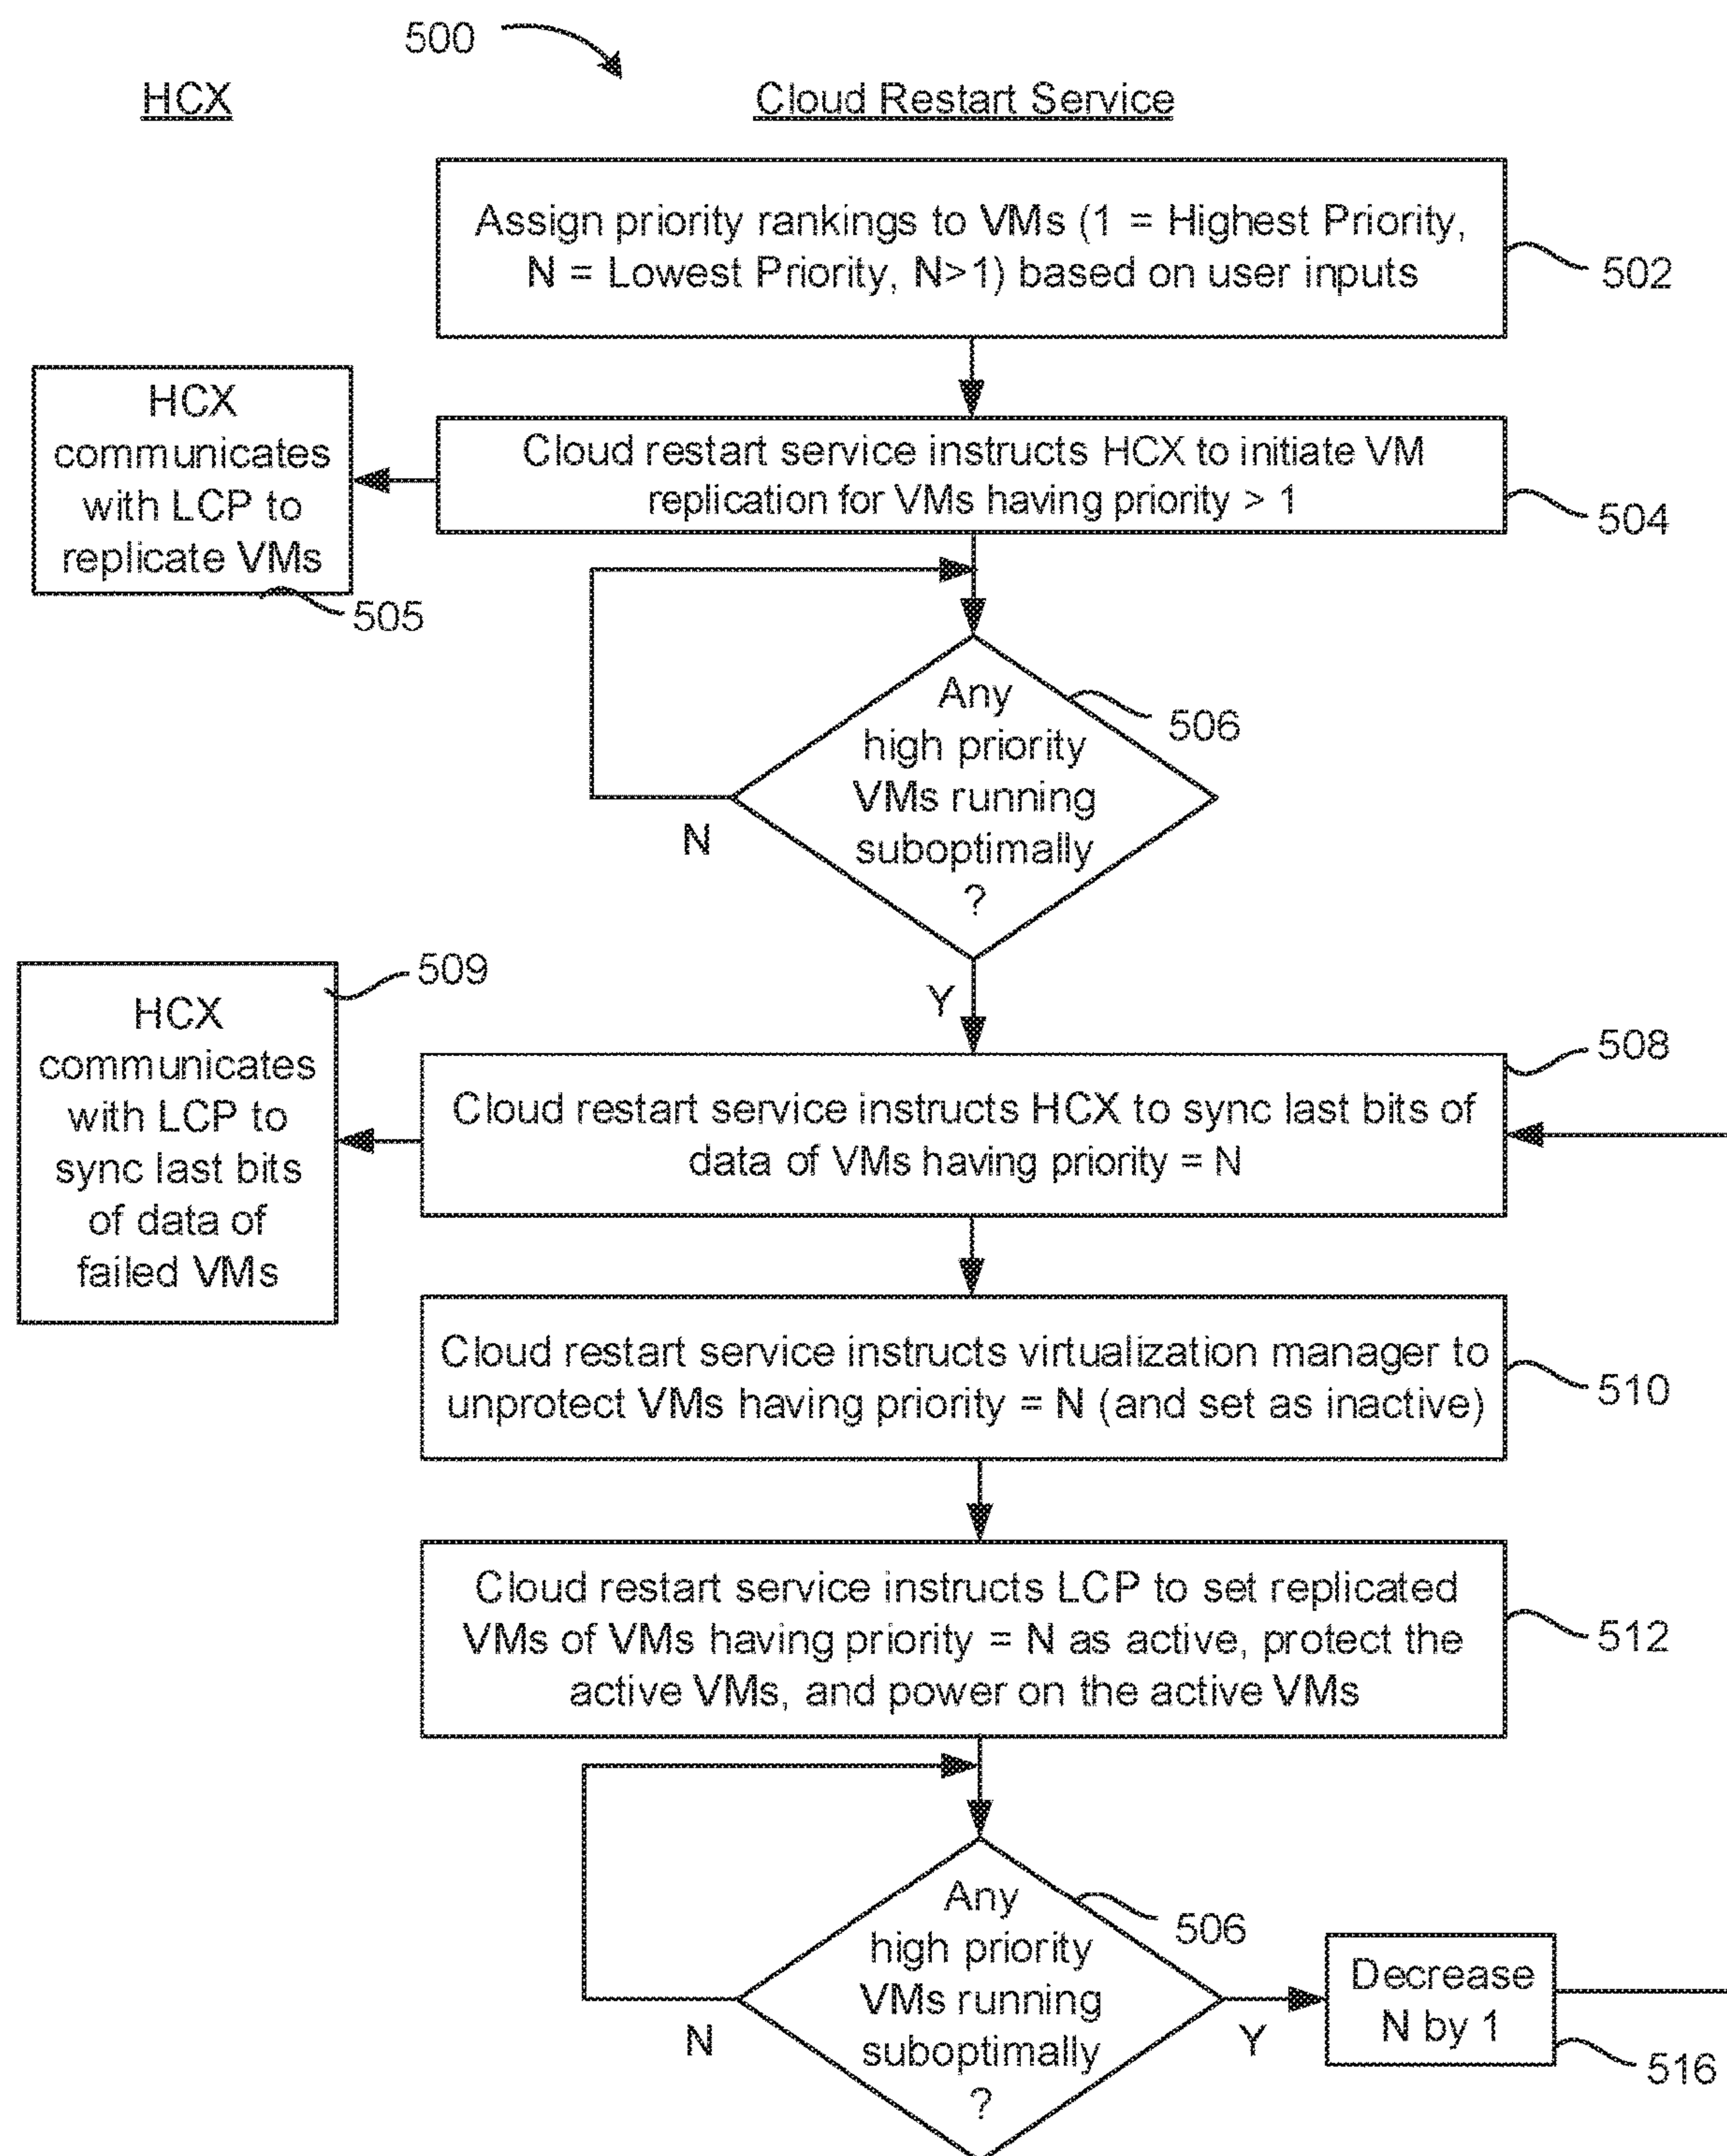 500
HCX
Cloud Restart Service
Assign priority rankings to VMs (1 = Highest Priority,
N = Lowest Priority, N>1) based on user inputs
502
HCX
communicates
with LCP to
replicate VMs
505
Cloud restart service instructs HCX to initiate VM
replication for VMs having priority > 1
504
Any
high priority
VMs running
suboptimally
?
506
N
Y
509
HCX
communicates
with LCP to
sync last bits
of data of
failed VMs
508
Cloud restart service instructs HCX to sync last bits of
data of VMs having priority = N
Cloud restart service instructs virtualization manager to
unprotect VMs having priority = N (and set as inactive)
510
Cloud restart service instructs LCP to set replicated
VMs of VMs having priority = N as active, protect the
active VMs, and power on the active VMs
512
Any
high priority
VMs running
suboptimally
?
506
N
Y
Decrease
N by 1
516